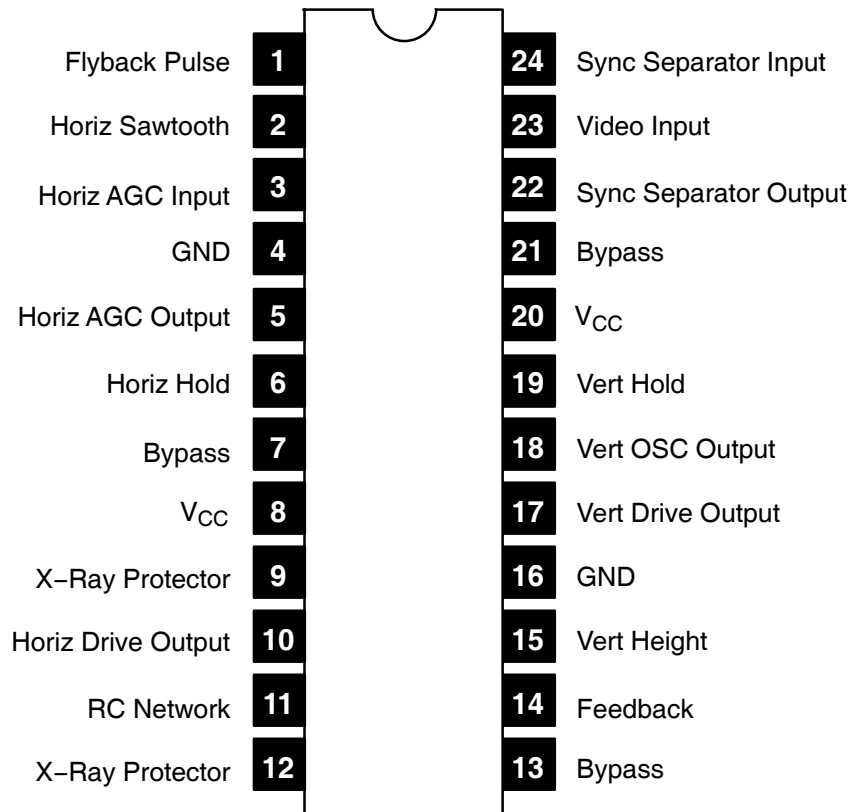 Flyback Pulse 1 24 Sync Separator Input
Horiz Sawtooth 2 23 Video Input
Horiz AGC Input 3 22 Sync Separator Output
GND 4 21 Bypass
Horiz AGC Output 5 20 VCC
Horiz Hold 6 19 Vert Hold
Bypass 7 18 Vert OSC Output
VCC 8 17 Vert Drive Output
X−Ray Protector 9 16 GND
Horiz Drive Output 10 15 Vert Height
RC Network 11 14 Feedback
X−Ray Protector 12 13 Bypass